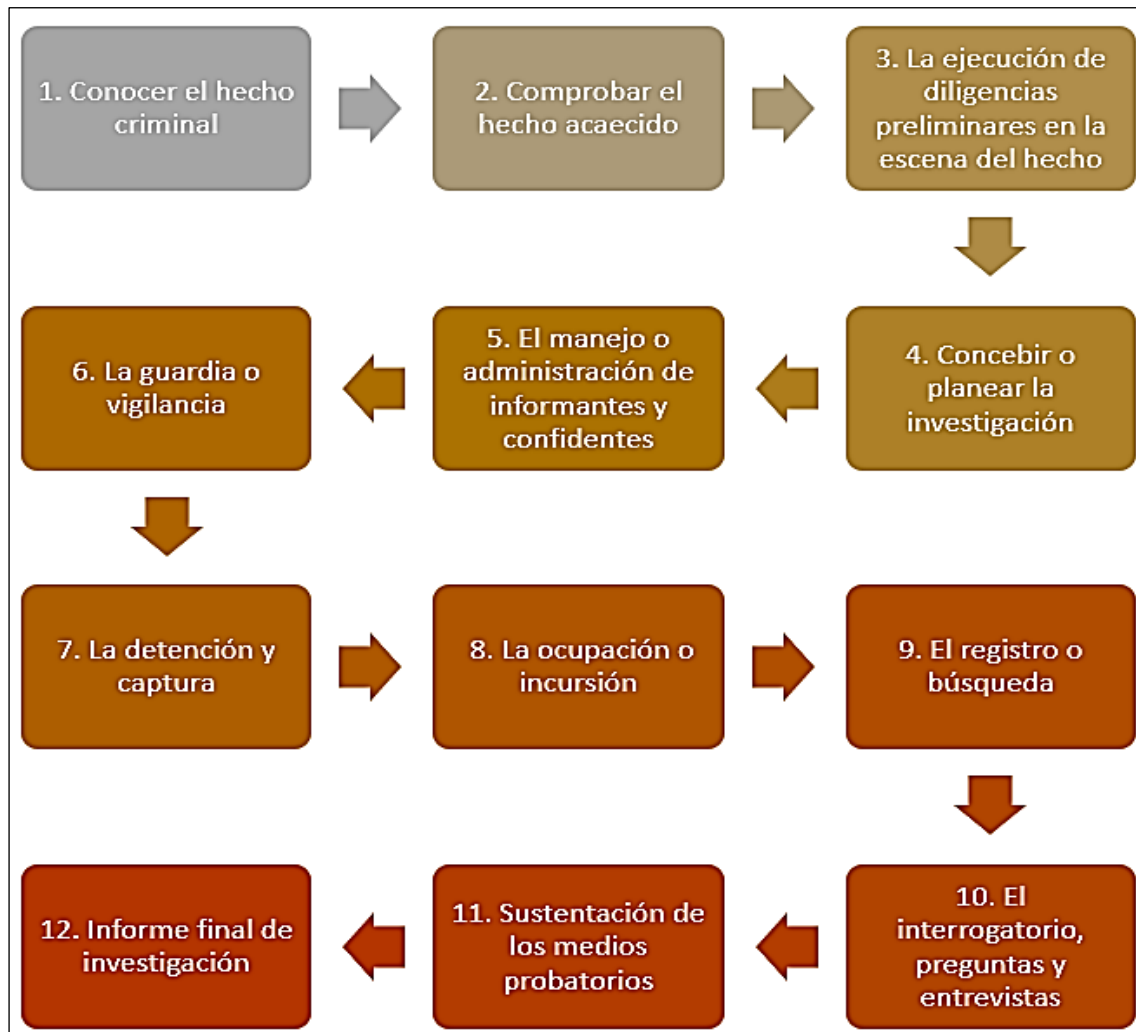 1. Conocer el hecho
criminal
2. Comprobar el
hecho acaecido
3. La ejecución de
diligencias
preliminares en la
escena del hecho
4. Concebir o
planear la
investigación
5. El manejo o
administración de
informantes y
confidentes
6. La guardia o
vigilancia
7. La detención y
captura
8. La ocupación o
incursión
9. El registro o
búsqueda
10. El
interrogatorio,
preguntas y
entrevistas
11. Sustentación de
los medios
probatorios
12. Informe final de
investigación